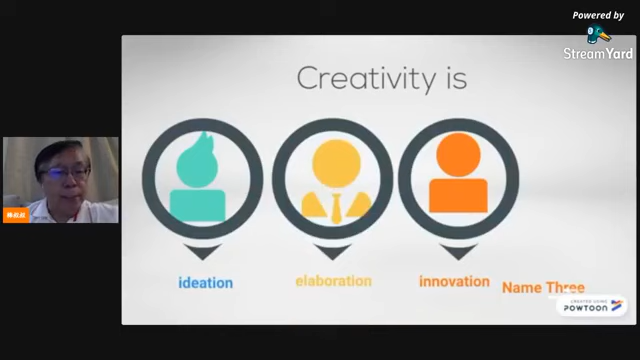 Powered by
StreamYard
Creativity is
ideation
elaboration
innovation
Name Three
CREATED USING
POWTOON